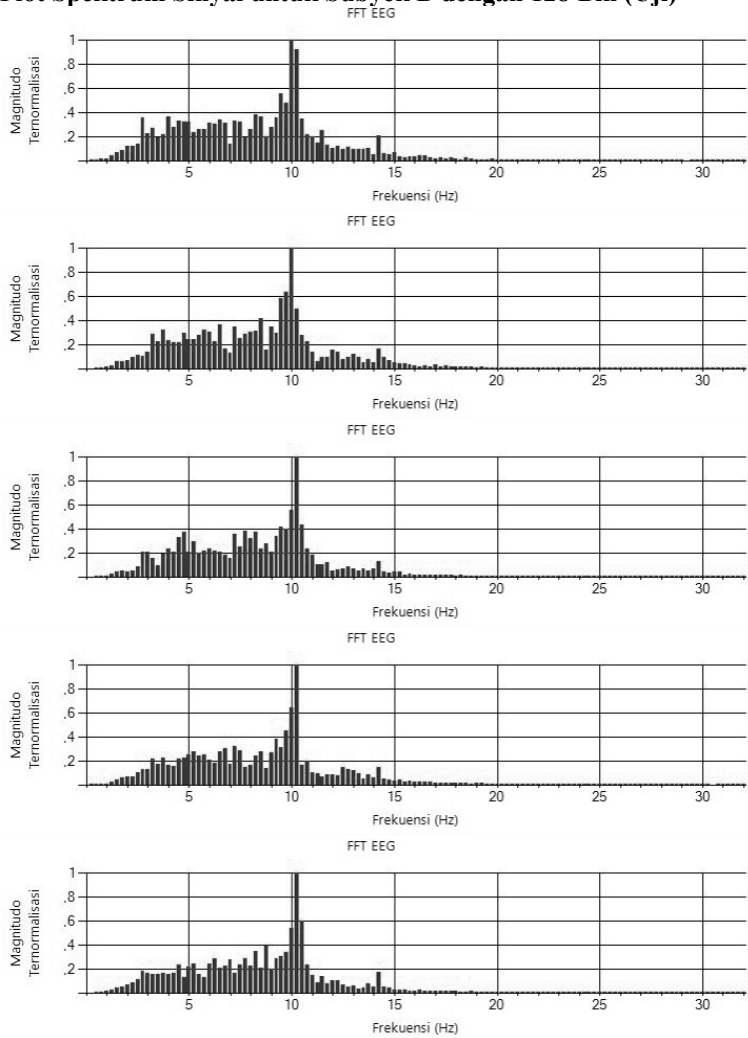 Plot Spektrum Sinyal untuk Subyek dengan 128 Bin (Uji)
FFT EEG
Magnitudo
Ternormalisasi
1
.8
.6
.4
.2
5 10 15 20 25 30
Frekuensi (Hz)
FFT EEG
Magnitudo
Ternormalisasi
1
.8
.6
.4
.2
5 10 15 20 25 30
Frekuensi (Hz)
FFT EEG
Magnitudo
Ternormalisasi
1
.8
.6
.4
.2
5 10 15 20 25 30
Frekuensi (Hz)
FFT EEG
Magnitudo
Ternormalisasi
1
.8
.6
.4
.2
5 10 15 20 25 30
Frekuensi (Hz)
FFT EEG
Magnitudo
Ternormalisasi
1
.8
.6
.4
.2
5 10 15 20 25 30
Frekuensi (Hz)